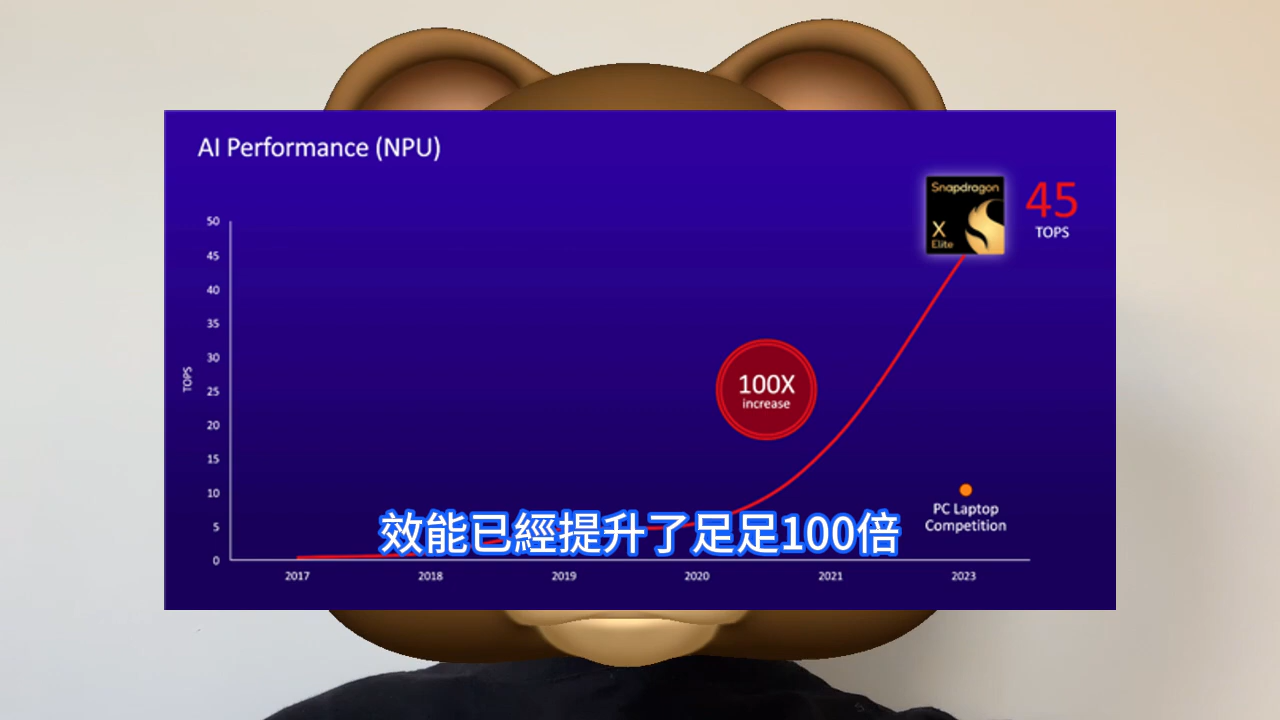 AI Performance (NPU)
Snapdragon
X
Elite
45
TOPS
50
45
40
35
30
25
20
15
10
5
0
TOPS
100X
increase
PC Laptop
Competition
效能已經提升了足足100倍
2017
2018
2019
2020
2021
2023